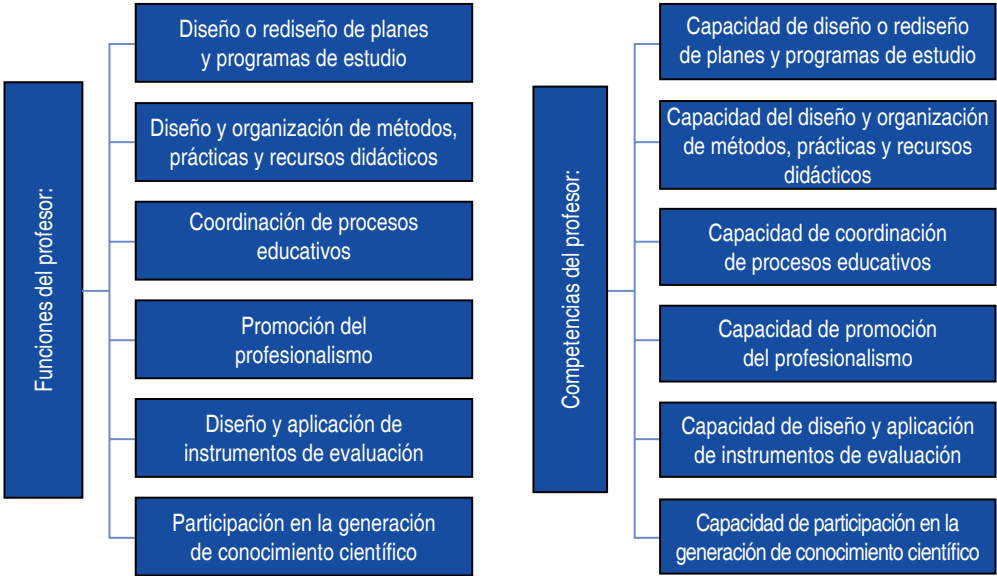 Funciones del profesor:
Diseño o rediseño de planes
y programas de estudio
Diseño y organización de métodos,
prácticas y recursos didácticos
Coordinación de procesos
educativos
Promoción del
profesionalismo
Diseño y aplicación de
instrumentos de evaluación
Participación en la generación
de conocimiento científico
Competencias del profesor:
Capacidad de diseño o rediseño
de planes y programas de estudio
Capacidad del diseño y organización
de métodos, prácticas y recursos
didácticos
Capacidad de coordinación
de procesos educativos
Capacidad de promoción
del profesionalismo
Capacidad de diseño y aplicación
de instrumentos de evaluación
Capacidad de participación en la
generación de conocimiento científico